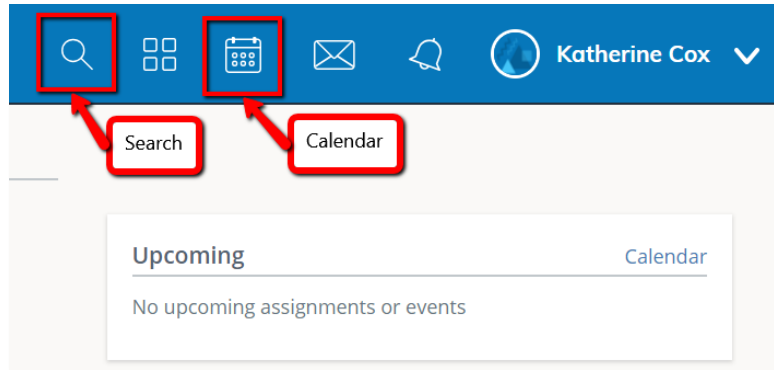 Katherine Cox
Search
Calendar
Upcoming
Calendar
No upcoming assignments or events